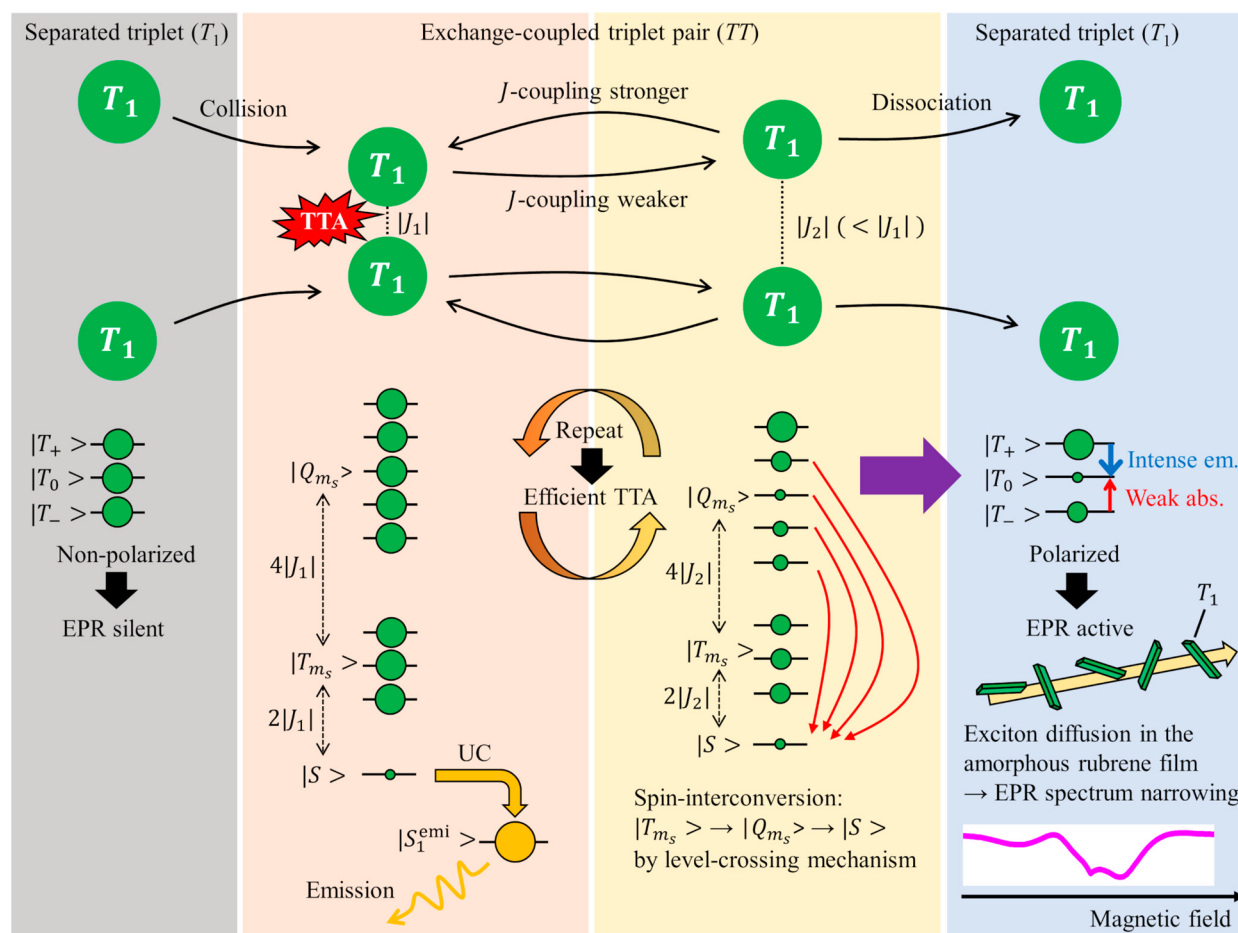 Separated triplet (T₁)
Exchange-coupled triplet pair (TT)
Separated triplet (T₁)
T₁
Collision
T₁
T₁
TTA
|J₁|
T₁
J-coupling stronger
J-coupling weaker
T₁
|J₂| ( < |J₁| )
T₁
Dissociation
T₁
T₁
|T₊ >
|T₀ >
|T₋ >
Non-polarized
EPR silent
|Qₘₛ>
4|J₁|
|Tₘₛ>
2|J₁|
|S >
UC
|S₁ᵉᵐⁱ >
Emission
Repeat
Efficient TTA
|Qₘₛ>
4|J₂|
|Tₘₛ>
2|J₂|
|S >
Spin-interconversion:
|Tₘₛ> → |Qₘₛ> → |S >
by level-crossing mechanism
|T₊ >
|T₀ >
|T₋ >
Intense em.
Weak abs.
Polarized
EPR active
T₁
Exciton diffusion in the
amorphous rubrene film
→ EPR spectrum narrowing
Magnetic field